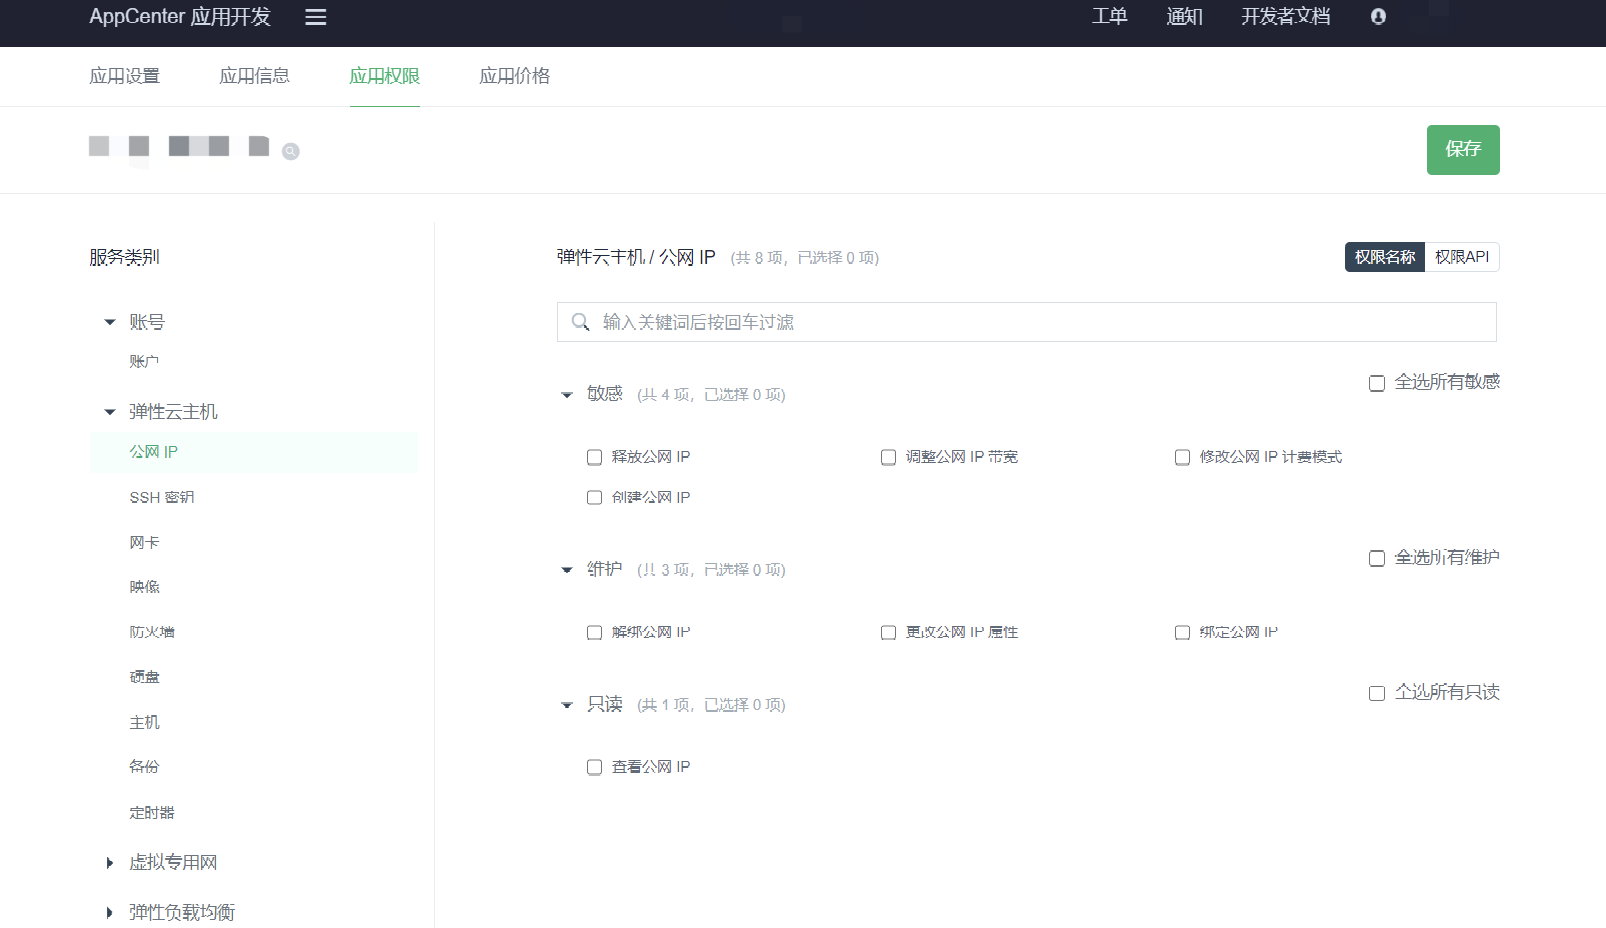 AppCenter 应用开发 工单 通知 开发者文档
应用设置 应用信息 应用权限 应用价格
保存
服务类别
账号
账户
弹性云主机
公网 IP
SSH 密钥
网卡
映像
防火墙
硬盘
主机
备份
定时器
虚拟专用网
弹性负载均衡
弹性云主机 / 公网 IP (共 8 项，已选择 0 项) 权限名称 权限API
输入关键词后按回车过滤
敏感 (共 4 项，已选择 0 项) 全选所有敏感
释放公网 IP 调整公网 IP 带宽 修改公网 IP 计费模式
创建公网 IP
维护 (共 3 项，已选择 0 项) 全选所有维护
解绑公网 IP 更改公网 IP 属性 绑定公网 IP
只读 (共 1 项，已选择 0 项) 全选所有只读
查看公网 IP